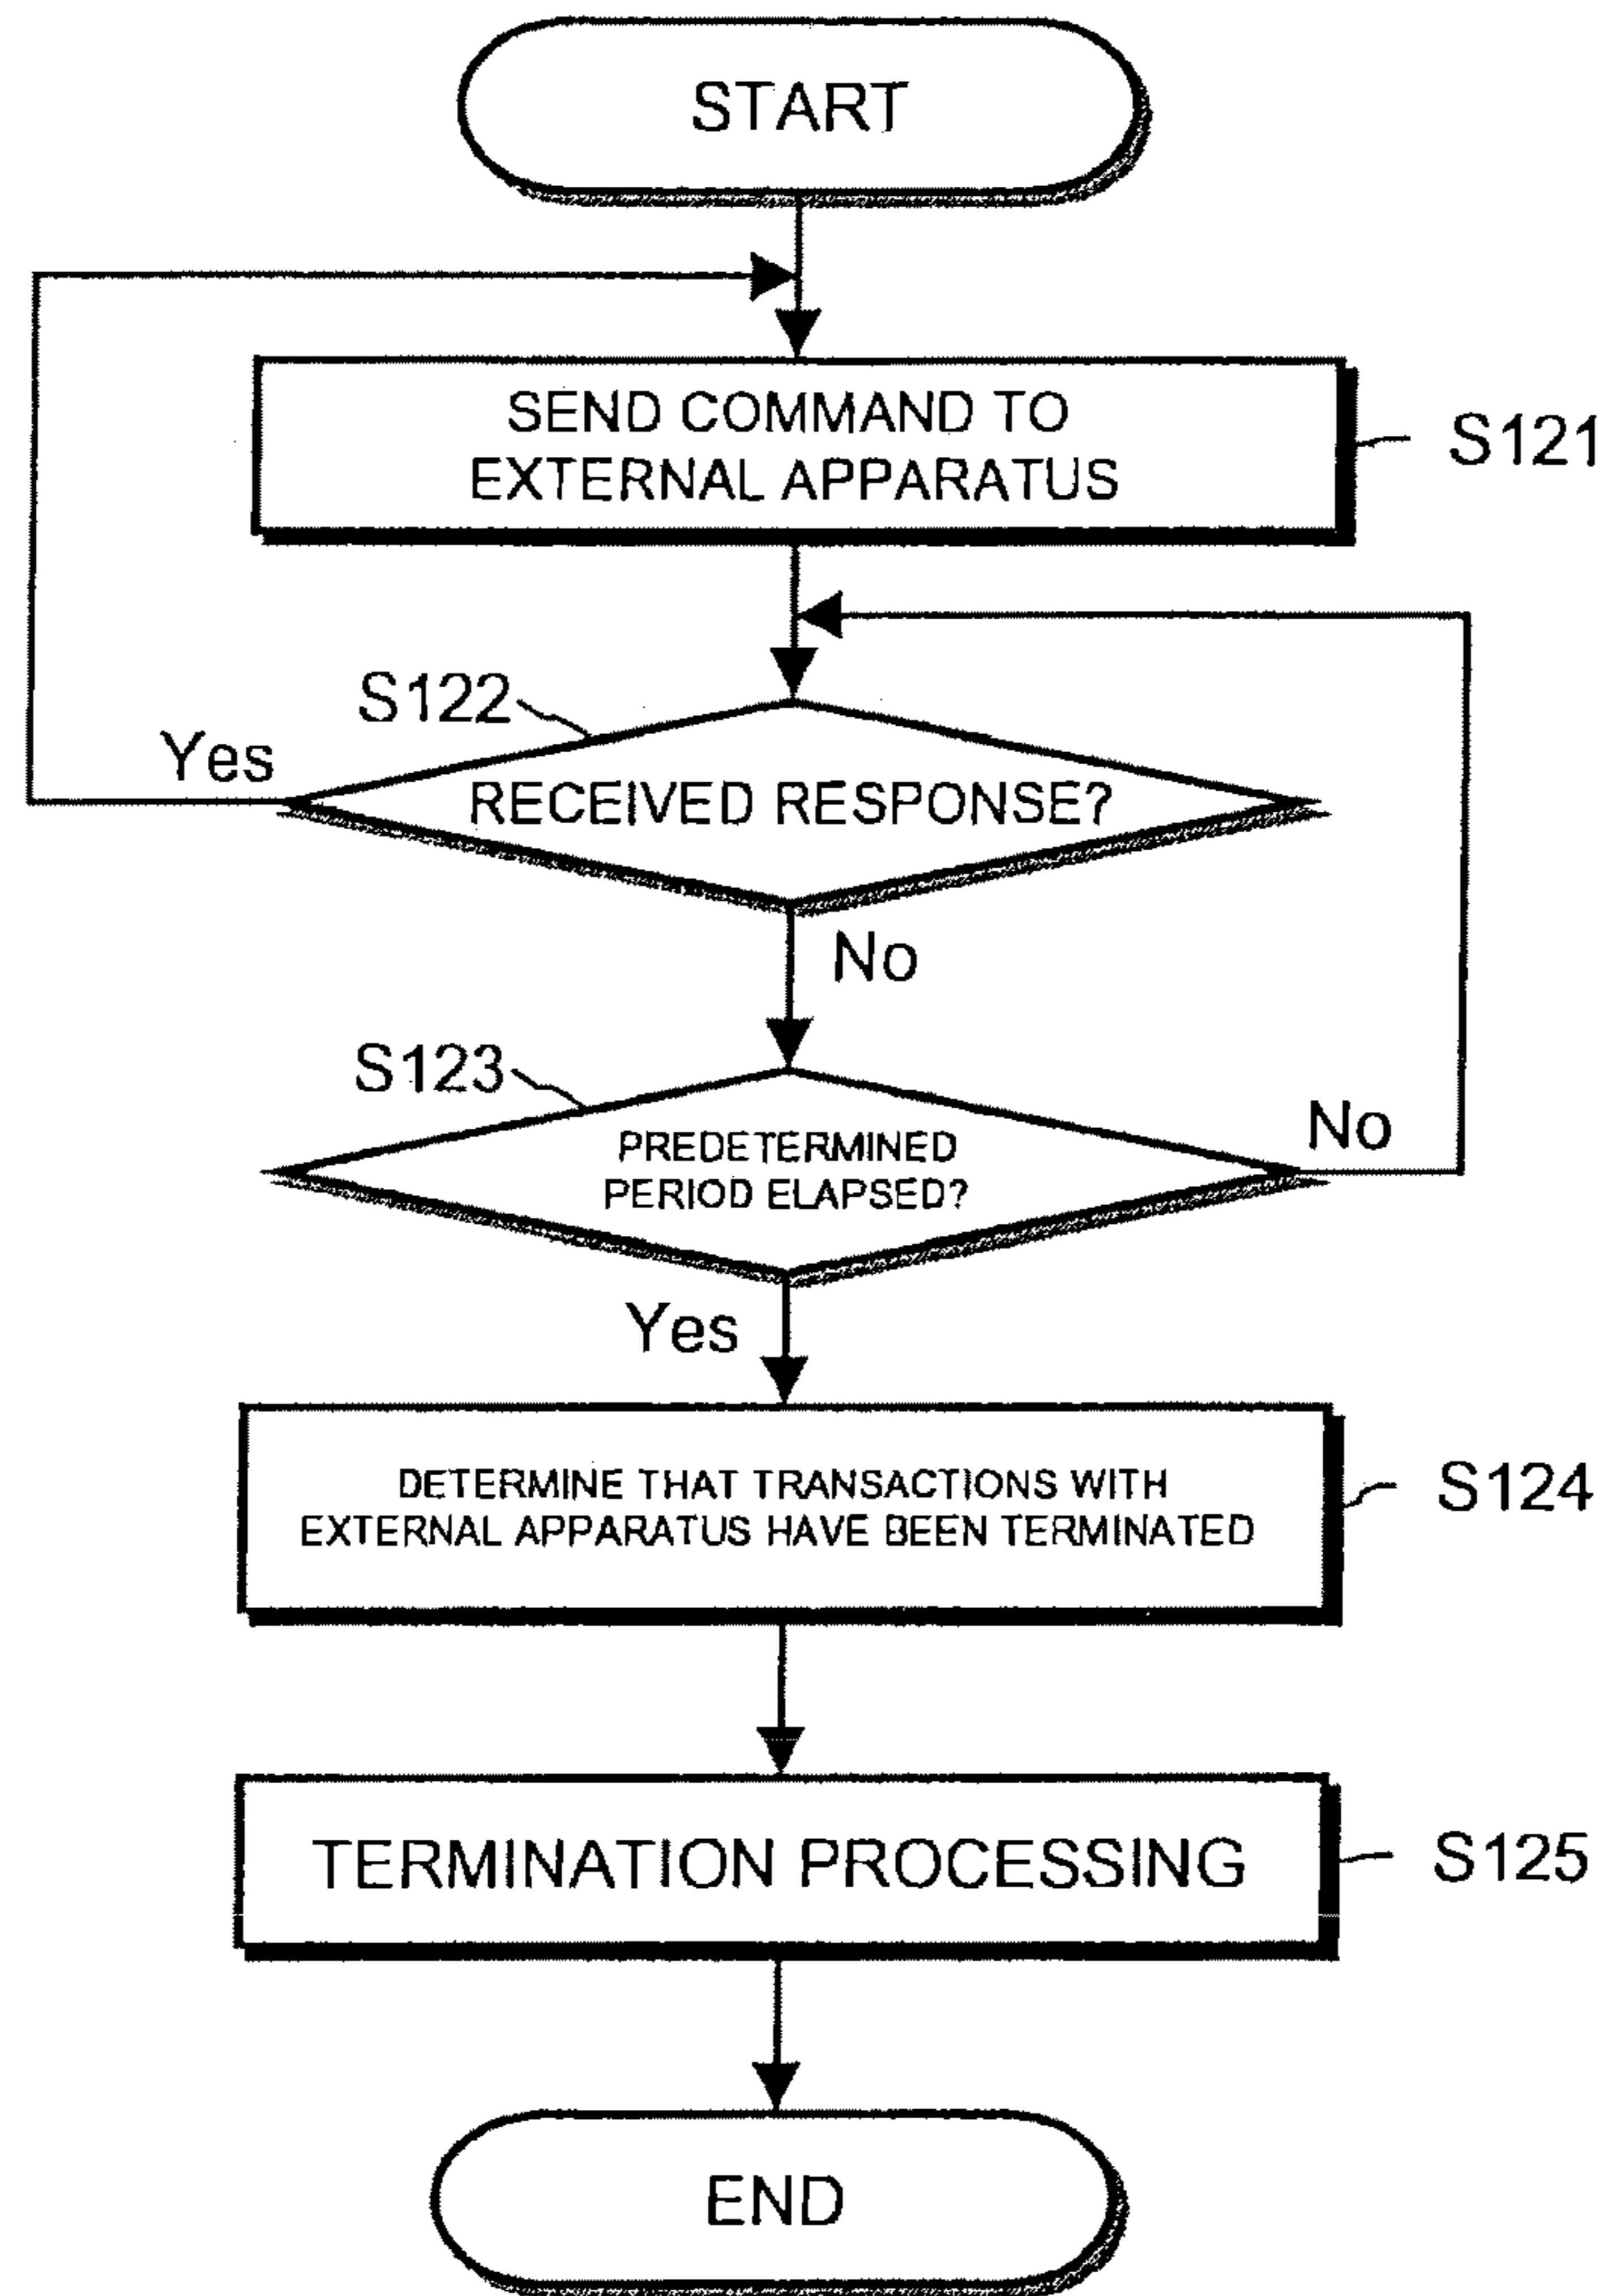 START
SEND COMMAND TO
EXTERNAL APPARATUS
S121
S122
Yes
RECEIVED RESPONSE?
No
S123
PREDETERMINED
PERIOD ELAPSED?
No
Yes
DETERMINE THAT TRANSACTIONS WITH
EXTERNAL APPARATUS HAVE BEEN TERMINATED
S124
TERMINATION PROCESSING
S125
END